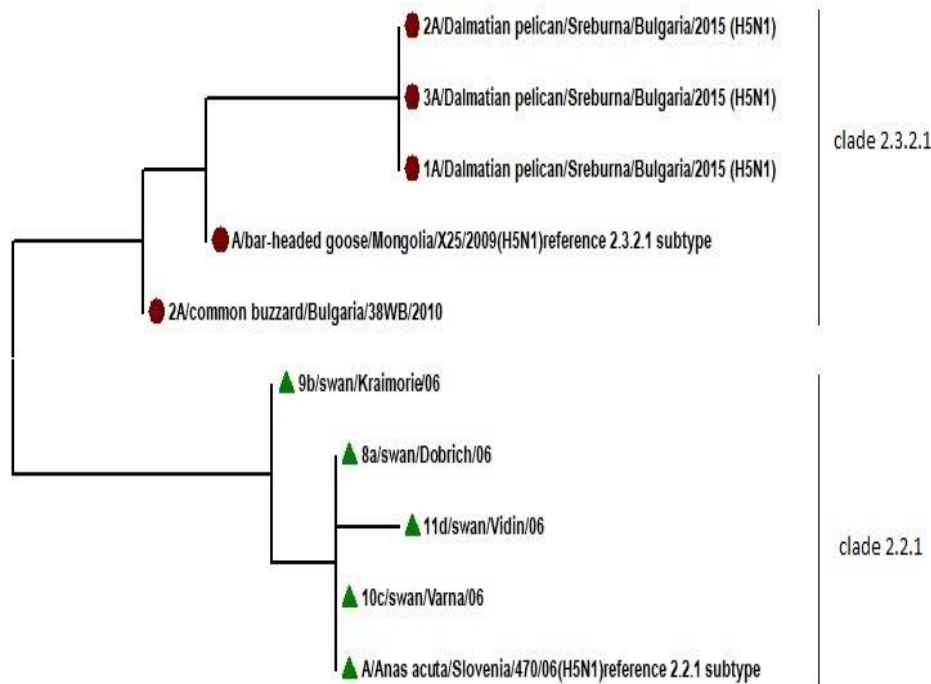 2A/Dalmatian pelican/Sreburna/Bulgaria/2015 (H5N1)
3A/Dalmatian pelican/Sreburna/Bulgaria/2015 (H5N1)
clade 2.3.2.1
1A/Dalmatian pelican/Sreburna/Bulgaria/2015 (H5N1)
A/bar-headed goose/Mongolia/X25/2009(H5N1)reference 2.3.2.1 subtype
2A/common buzzard/Bulgaria/38WB/2010
9b/swan/Kraimorie/06
8a/swan/Dobrich/06
11d/swan/Vidin/06
clade 2.2.1
10c/swan/Varna/06
A/Anas acuta/Slovenia/470/06(H5N1)reference 2.2.1 subtype